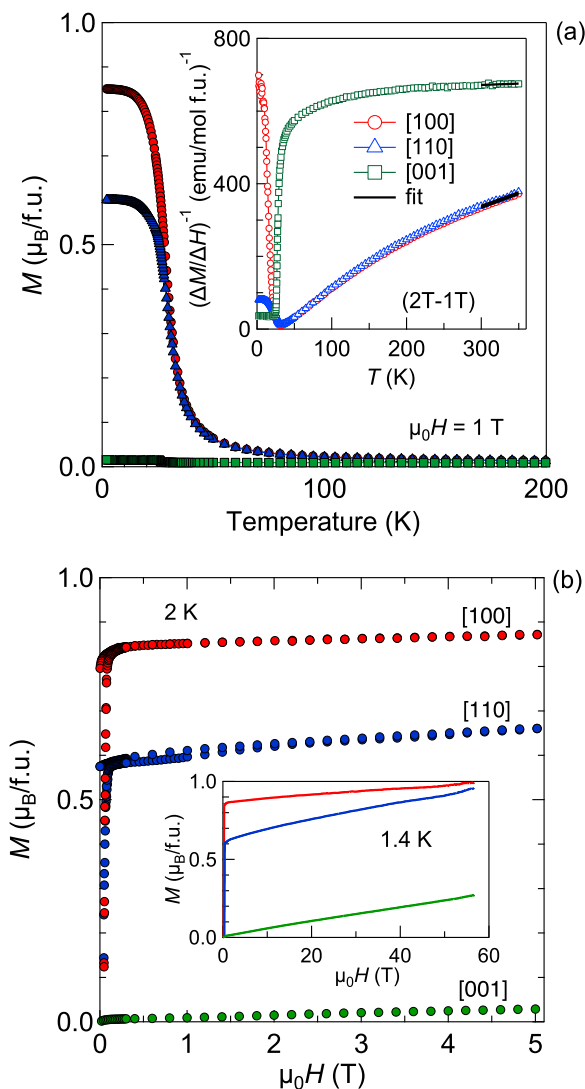 (a)
1.0
0.5
0.0
M (μB/f.u.)
0
100
200
Temperature (K)
μ0H = 1 T
800
400
0
(ΔM/ΔH)⁻¹ (emu/mol f.u.)⁻¹
[100]
[110]
[001]
fit
(2T-1T)
0
100
200
300
T (K)
(b)
1.0
0.5
0.0
M (μB/f.u.)
2 K
[100]
[110]
[001]
0
1
2
3
4
5
μ0H (T)
1.0
0.5
0.0
M (μB/f.u.)
1.4 K
0
20
40
60
μ0H (T)